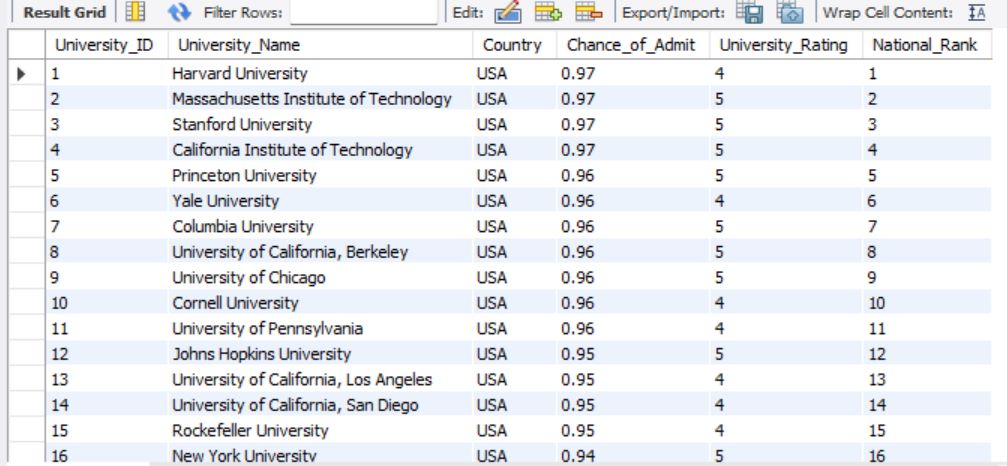 Result Grid Filter Rows: Edit: Export/Import: Wrap Cell Content: IA
University_ID University_Name Country Chance_of_Admit University_Rating National_Rank
1 Harvard University USA 0.97 4 1
2 Massachusetts Institute of Technology USA 0.97 5 2
3 Stanford University USA 0.97 5 3
4 California Institute of Technology USA 0.97 5 4
5 Princeton University USA 0.96 5 5
6 Yale University USA 0.96 4 6
7 Columbia University USA 0.96 5 7
8 University of California, Berkeley USA 0.96 5 8
9 University of Chicago USA 0.96 5 9
10 Cornell University USA 0.96 4 10
11 University of Pennsylvania USA 0.96 4 11
12 Johns Hopkins University USA 0.95 5 12
13 University of California, Los Angeles USA 0.95 4 13
14 University of California, San Diego USA 0.95 4 14
15 Rockefeller University USA 0.95 4 15
16 New York University USA 0.94 5 16